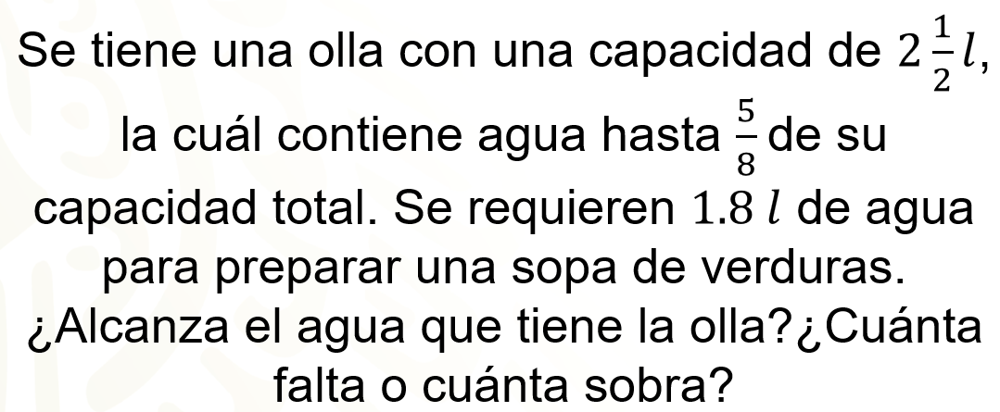 Se tiene una olla con una capacidad de 2 1/2 l,
la cuál contiene agua hasta 5/8 de su
capacidad total. Se requieren 1.8 l de agua
para preparar una sopa de verduras.
¿Alcanza el agua que tiene la olla?¿Cuánta
falta o cuánta sobra?